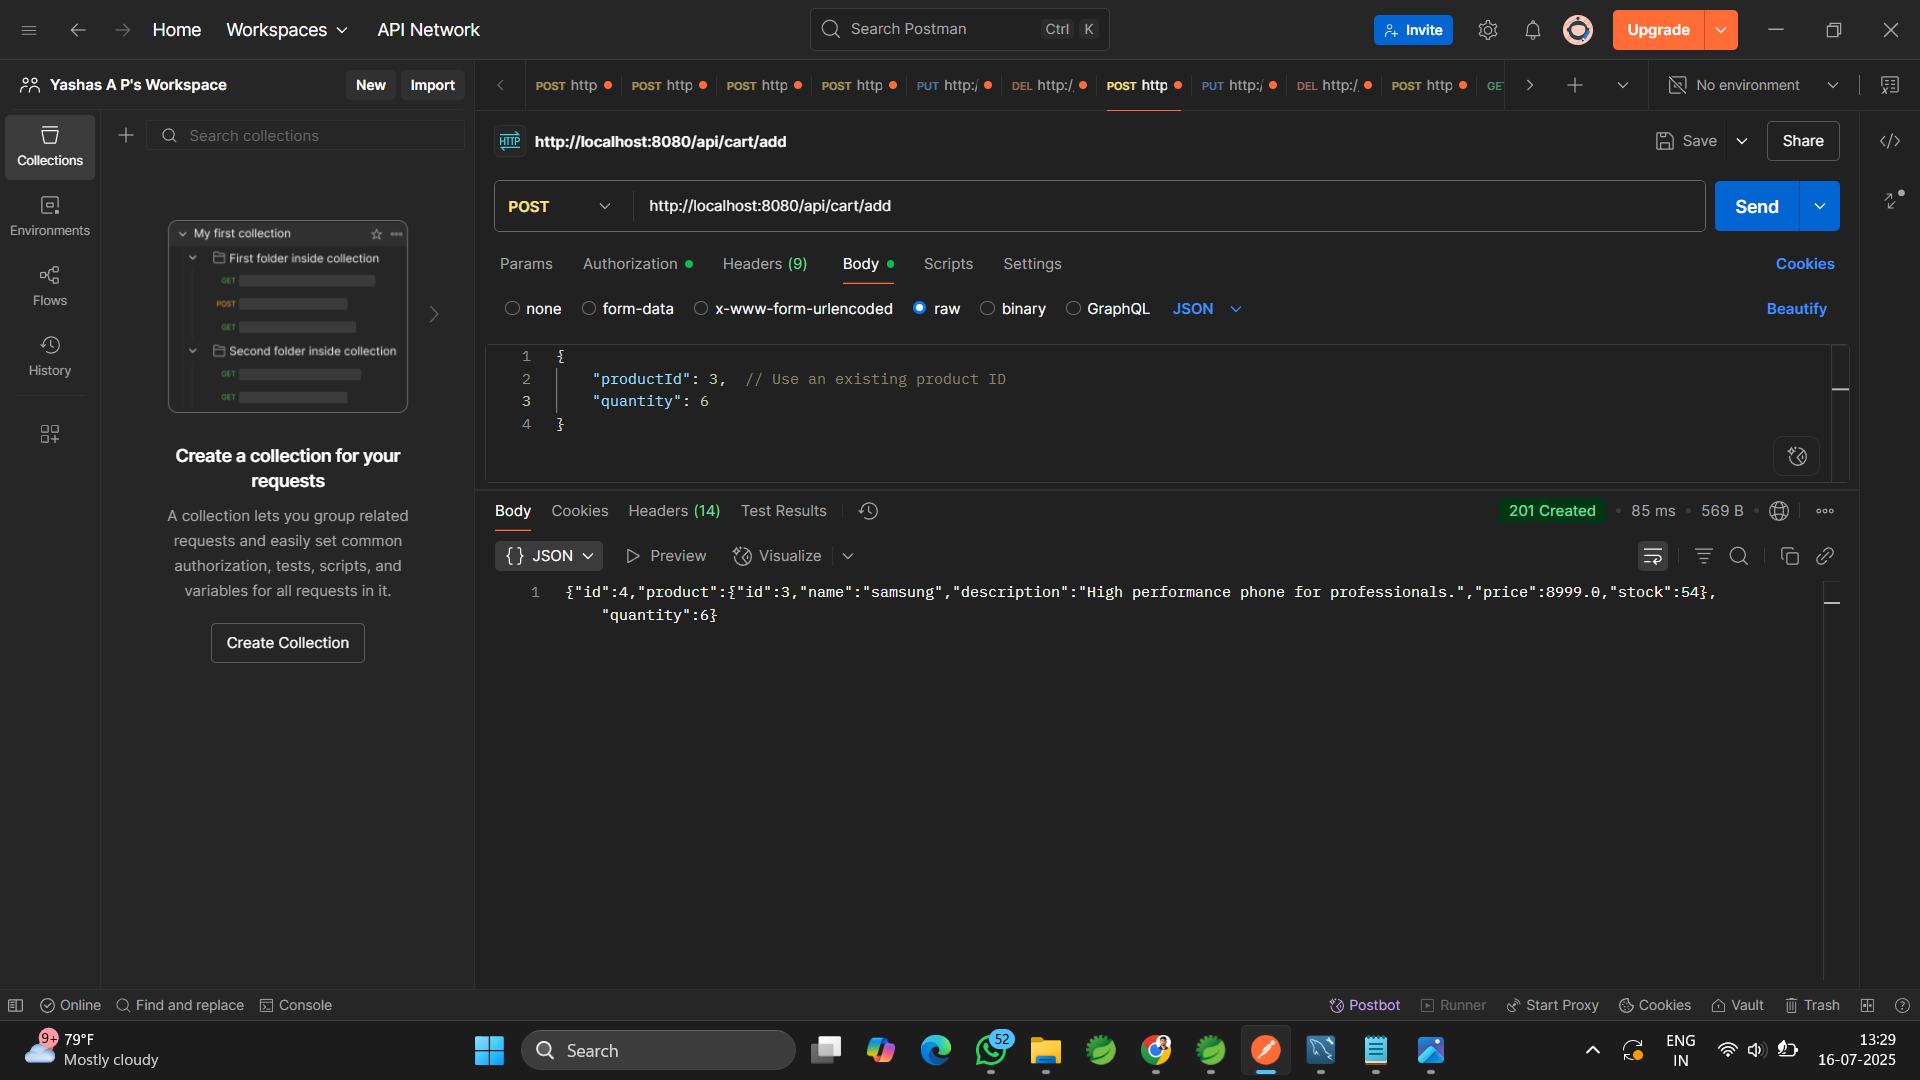 Home
Workspaces
API Network
Search Postman
Ctrl
K
Invite
Upgrade
Yashas A P's Workspace
New
Import
POST http
POST http
POST http
POST http
PUT http:/
DEL http:/
POST http
PUT http:/
DEL http:/
POST http
GE
No environment
Collections
Environments
Flows
History
Search collections
My first collection
First folder inside collection
GET
POST
GET
Second folder inside collection
GET
GET
Create a collection for your
requests
A collection lets you group related
requests and easily set common
authorization, tests, scripts, and
variables for all requests in it.
Create Collection
HTTP
http://localhost:8080/api/cart/add
Save
Share
POST
http://localhost:8080/api/cart/add
Send
Params
Authorization
Headers (9)
Body
Scripts
Settings
Cookies
none
form-data
x-www-form-urlencoded
raw
binary
GraphQL
JSON
Beautify
1 {
2 "productId": 3, // Use an existing product ID
3 "quantity": 6
4 }
Body
Cookies
Headers (14)
Test Results
201 Created
85 ms
569 B
{} JSON
Preview
Visualize
1 {"id":4,"product":{"id":3,"name":"samsung","description":"High performance phone for professionals.","price":8999.0,"stock":54},
"quantity":6}
Online
Find and replace
Console
Postbot
Runner
Start Proxy
Cookies
Vault
Trash
9+
79°F
Mostly cloudy
Search
52
ENG
IN
13:29
16-07-2025